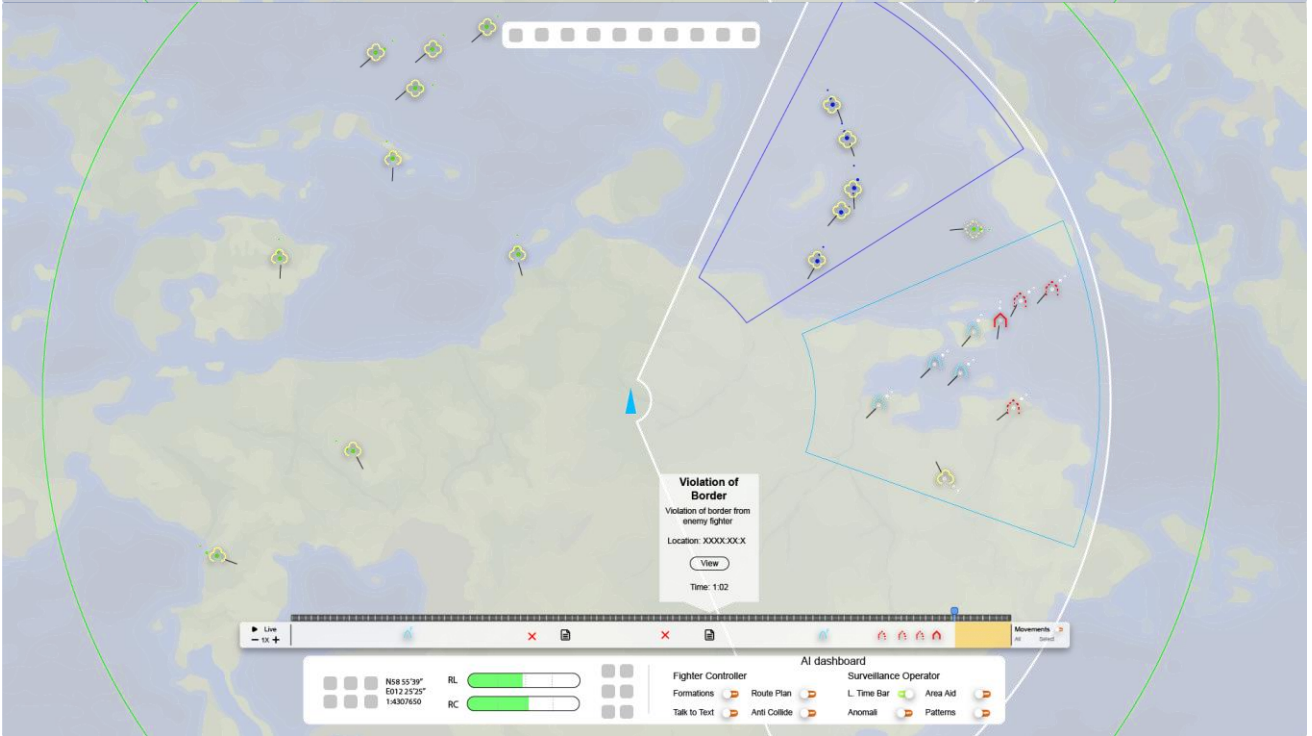 Violation of
Border
Violation of border from
enemy fighter
Location: XXXX:XX:X
View
Time: 1:02
Live
1X
Movements
All Select
AI dashboard
N58 55'39"
E012 25'25"
1:4307650
RL
RC
Fighter Controller
Surveillance Operator
Formations Route Plan L. Time Bar Area Aid
Talk to Text Anti Collide Anomali Patterns